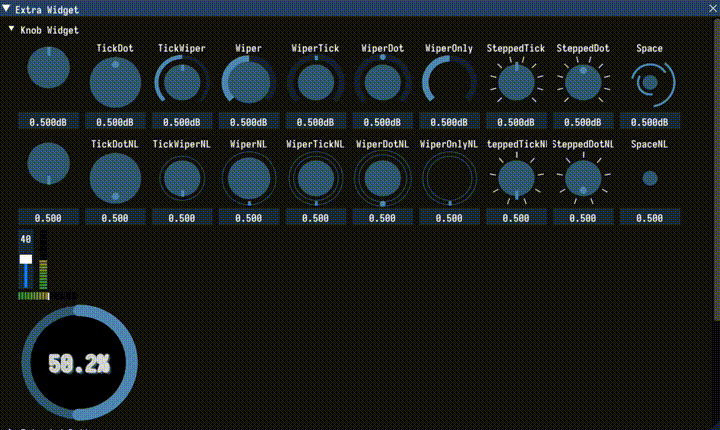 Extra Widget
Knob Widget
TickDot TickWiper Wiper WiperTick WiperDot WiperOnly SteppedTick SteppedDot Space
0.500dB 0.500dB 0.500dB 0.500dB 0.500dB 0.500dB 0.500dB 0.500dB 0.500dB 0.500dB
TickDotNL TickWiperNL WiperNL WiperTickNL WiperDotNL WiperOnlyNL teppedTickNl SteppedDotNL SpaceNL
0.500 0.500 0.500 0.500 0.500 0.500 0.500 0.500 0.500 0.500
40
50.2%